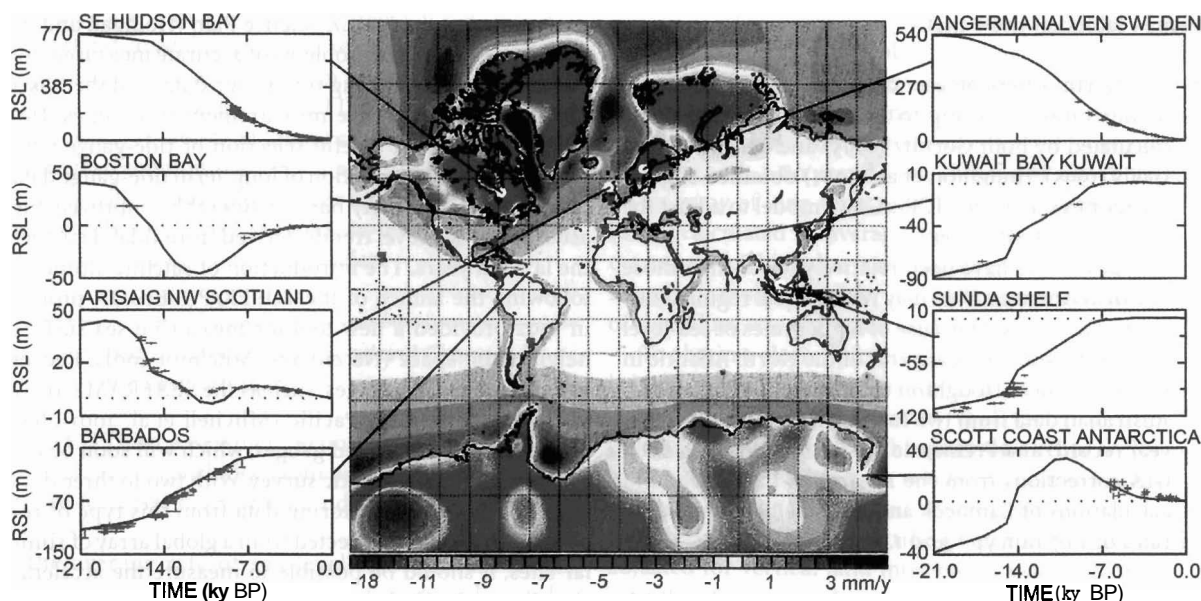 SE HUDSON BAY
770
385
0
RSL (m)
BOSTON BAY
50
0
-50
RSL (m)
ARISAIG NW SCOTLAND
50
20
-10
RSL (m)
BARBADOS
10
-70
-150
RSL (m)
-21.0 -14.0 -7.0 0.0
TIME (ky BP)
-18 -11 -9 -7 -5 -3 -1 1 3 mm/y
ANGERMANALVEN SWEDEN
540
270
0
KUWAIT BAY KUWAIT
10
-40
-90
SUNDA SHELF
10
-55
-120
SCOTT COAST ANTARCTICA
40
0
40
-21.0 -14.0 -7.0 0.0
TIME (ky BP)